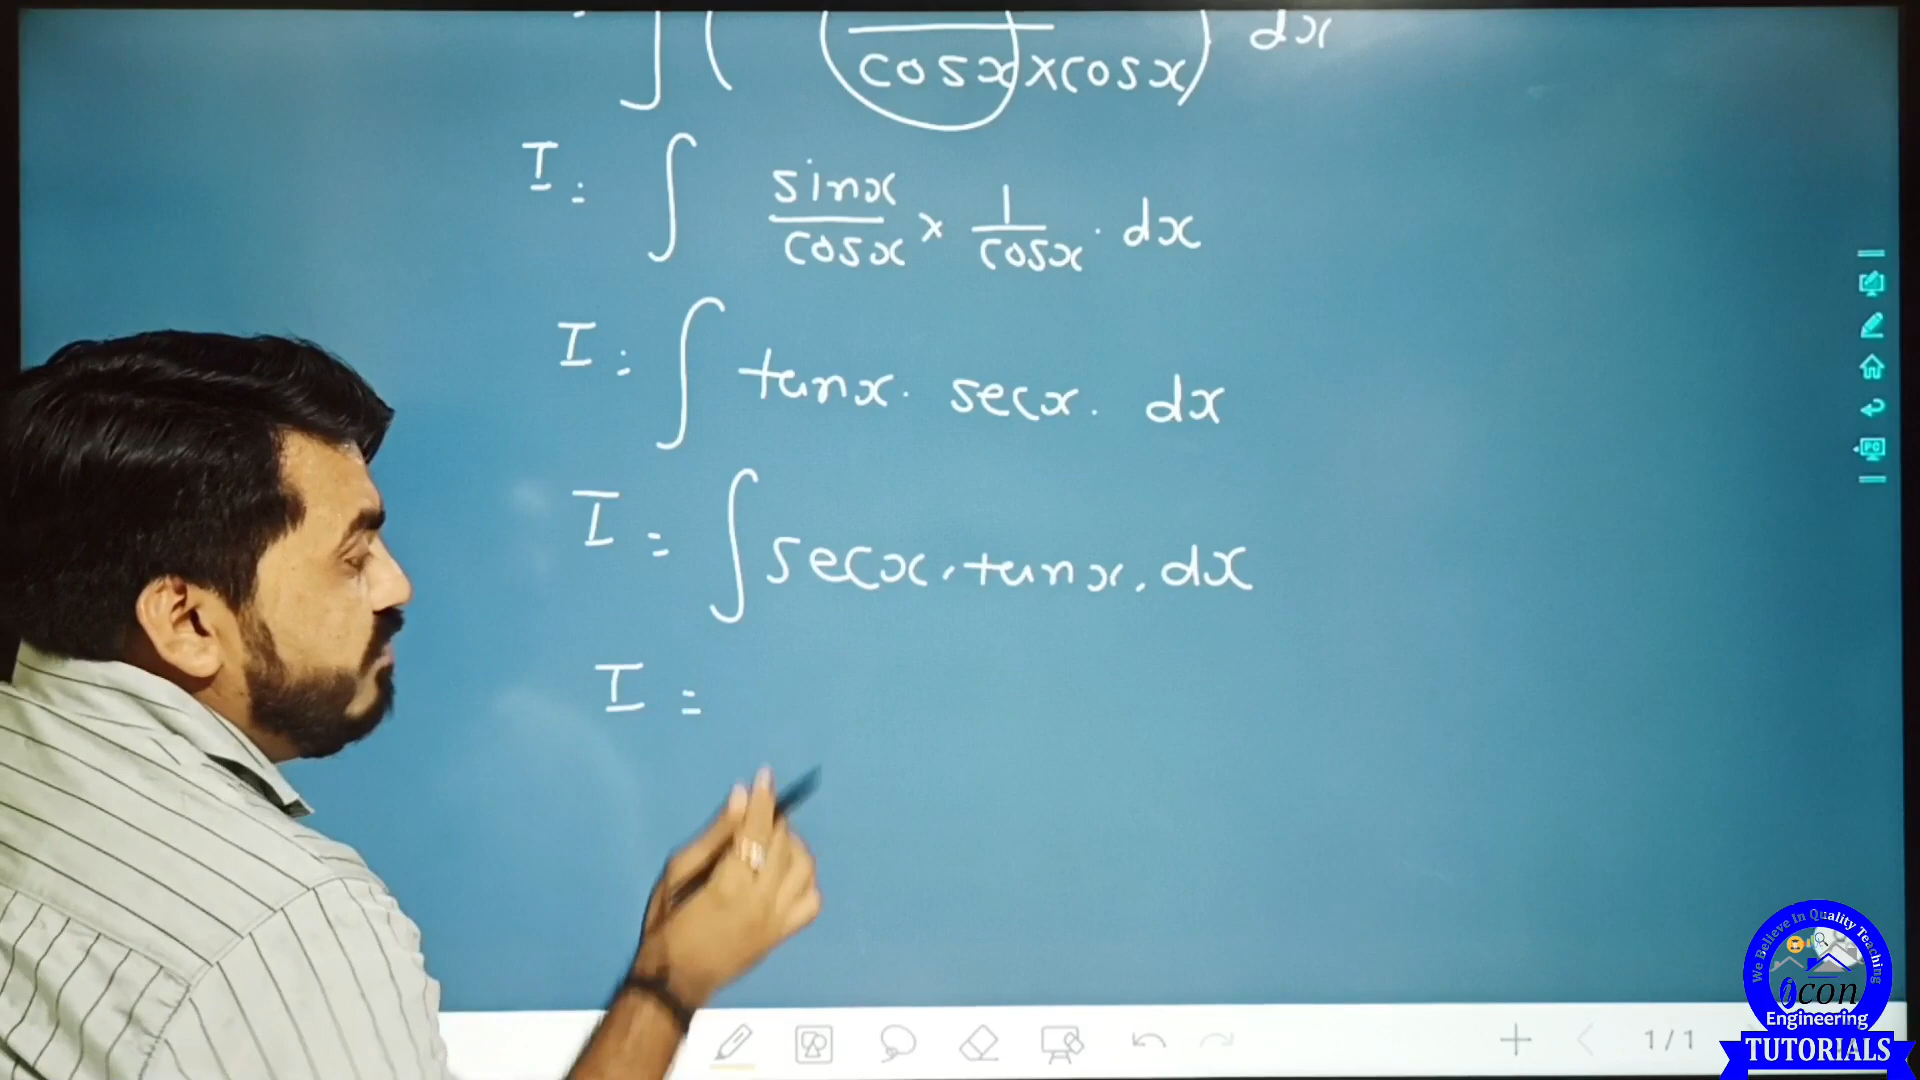 ∫ ( ( ——— ) dx
cosx × cosx )
I = ∫ sinx/cosx × 1/cosx . dx
I = ∫ tanx . secx . dx
I = ∫ secx . tanx . dx
I =
We Believe In Quality Teaching
icon
Engineering
TUTORIALS
1/1
PC